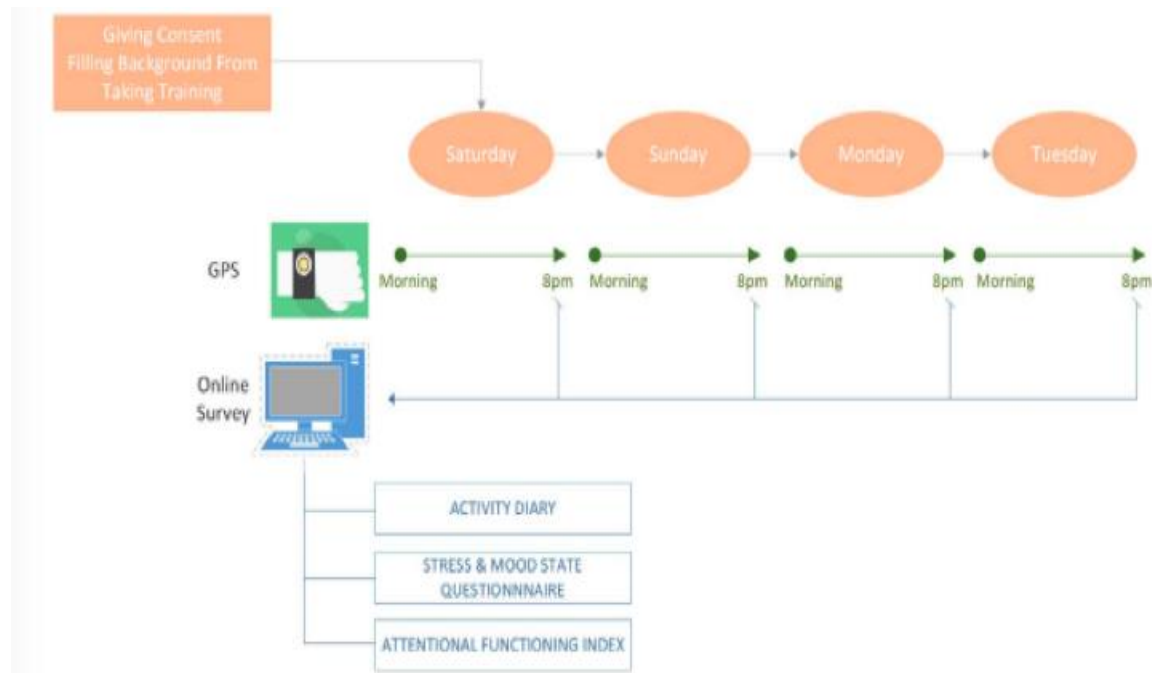 Giving Consent
Filling Background From
Taking Training
Saturday
Sunday
Monday
Tuesday
GPS
Morning
8pm
Morning
8pm
Morning
8pm
Morning
8pm
Online
Survey
ACTIVITY DIARY
STRESS & MOOD STATE
QUESTIONNNAIRE
ATTENTIONAL FUNCTIONING INDEX